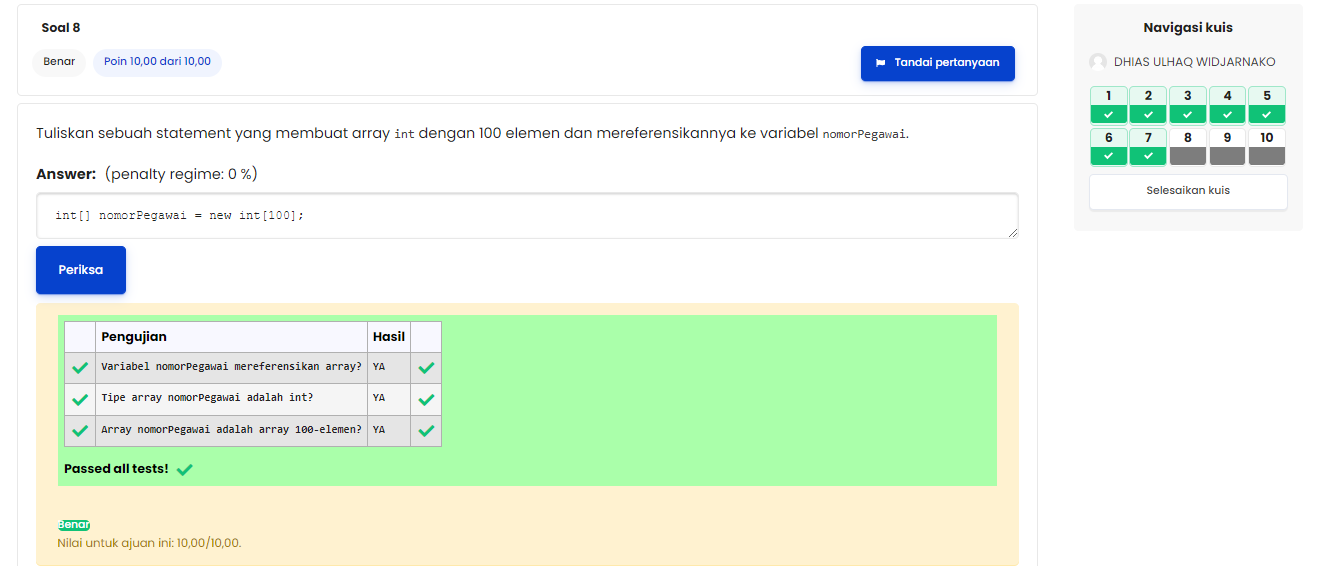 Soal 8
Benar
Poin 10,00 dari 10,00
Tandai pertanyaan
Tuliskan sebuah statement yang membuat array int dengan 100 elemen dan mereferensikannya ke variabel nomorPegawai.
Answer: (penalty regime: 0 %)
int[] nomorPegawai = new int[100];
Periksa
Pengujian Hasil
Variabel nomorPegawai mereferensikan array? YA
Tipe array nomorPegawai adalah int? YA
Array nomorPegawai adalah array 100-elemen? YA
Passed all tests!
Benar
Nilai untuk ajuan ini: 10,00/10,00.
Navigasi kuis
DHIAS ULHAQ WIDJARNAKO
1 2 3 4 5
6 7 8 9 10
Selesaikan kuis